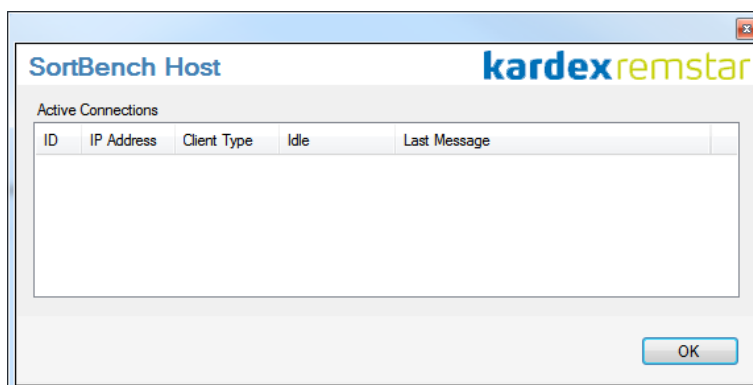 SortBench Host kardexremstar
Active Connections
ID IP Address Client Type Idle Last Message
OK